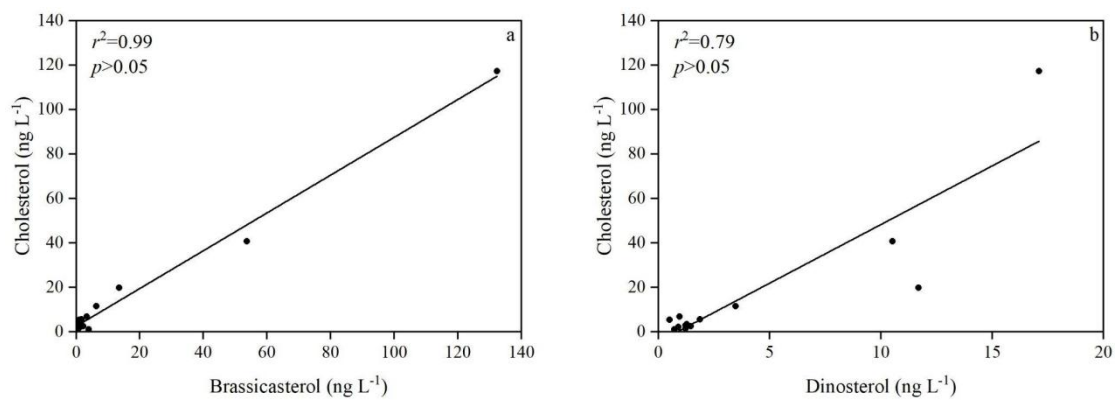 a
r²=0.99
p>0.05
140
120
100
80
60
40
20
0
Cholesterol (ng L⁻¹)
0 20 40 60 80 100 120 140
Brassicasterol (ng L⁻¹)
b
r²=0.79
p>0.05
140
120
100
80
60
40
20
0
Cholesterol (ng L⁻¹)
0 5 10 15 20
Dinosterol (ng L⁻¹)